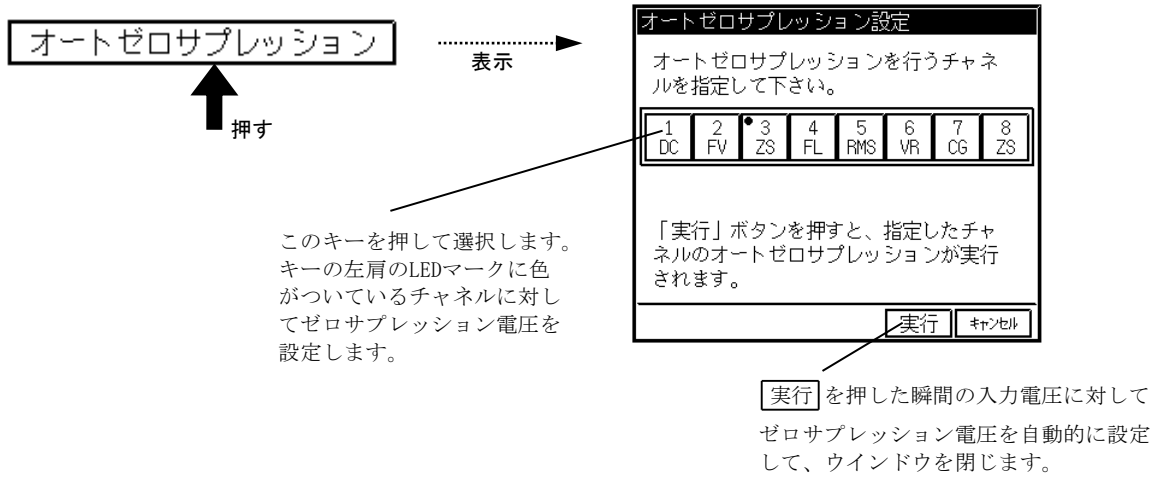 オートゼロサプレッション
表示
押す
オートゼロサプレッション設定
オートゼロサプレッションを行うチャネ
ルを指定して下さい。
1 2 3 4 5 6 7 8
DC FV ZS FL RMS VR CG ZS
「実行」ボタンを押すと、指定したチャ
ネルのオートゼロサプレッションが実行
されます。
実行 ｷｬﾝｾﾙ
このキーを押して選択します。
キーの左肩のLEDマークに色
がついているチャネルに対し
てゼロサプレッション電圧を
設定します。
実行 を押した瞬間の入力電圧に対して
ゼロサプレッション電圧を自動的に設定
して、ウインドウを閉じます。